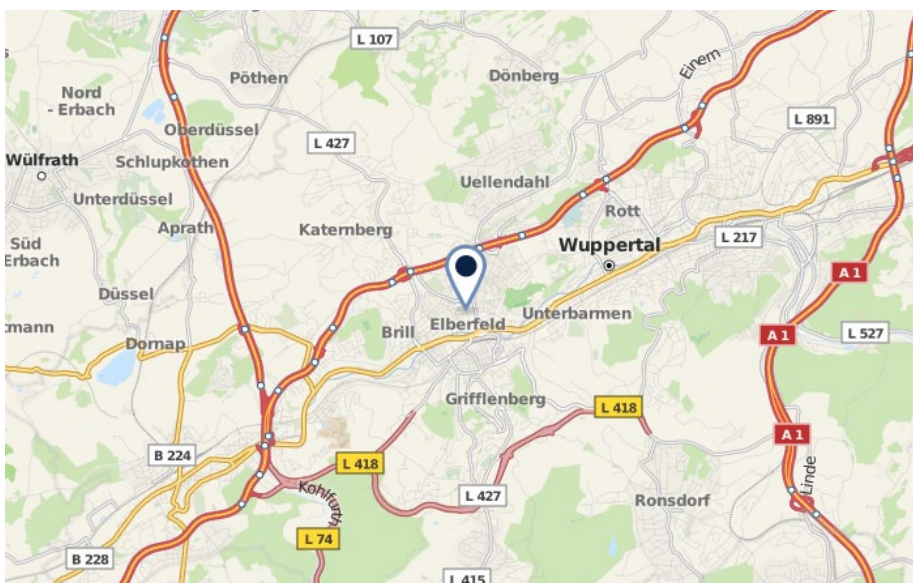 L 107
Pöthen
Dönberg
Einem
Nord
- Erbach
L 891
Oberdüssel
L 427
Wülfrath
Schlupkothen
Uellendahl
Unterdüssel
Rott
Aprath
Katernberg
L 217
Süd
Erbach
Wuppertal
A 1
Düssel
tmann
Unterbarmen
Elberfeld
Brill
Dornap
A 1
L 527
Grifflenberg
L 418
A 1
B 224
L 418
Linde
Kohlfurth
L 427
Ronsdorf
L 74
B 228
L 415